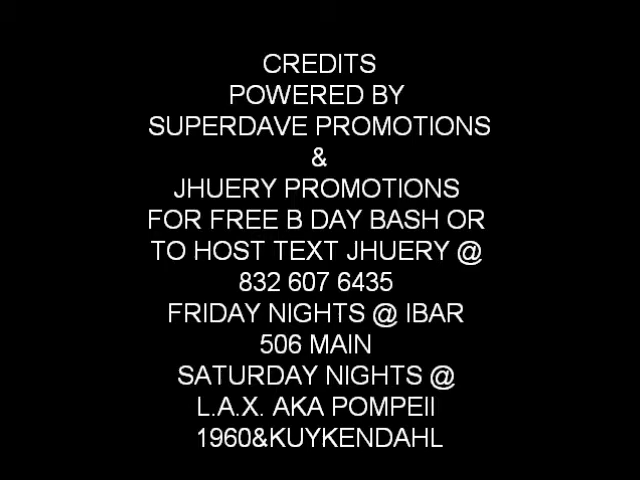 CREDITS
POWERED BY
SUPERDAVE PROMOTIONS
&
JHUERY PROMOTIONS
FOR FREE B DAY BASH OR
TO HOST TEXT JHUERY @
832 607 6435
FRIDAY NIGHTS @ IBAR
506 MAIN
SATURDAY NIGHTS @
L.A.X. AKA POMPEII
1960&KUYKENDAHL